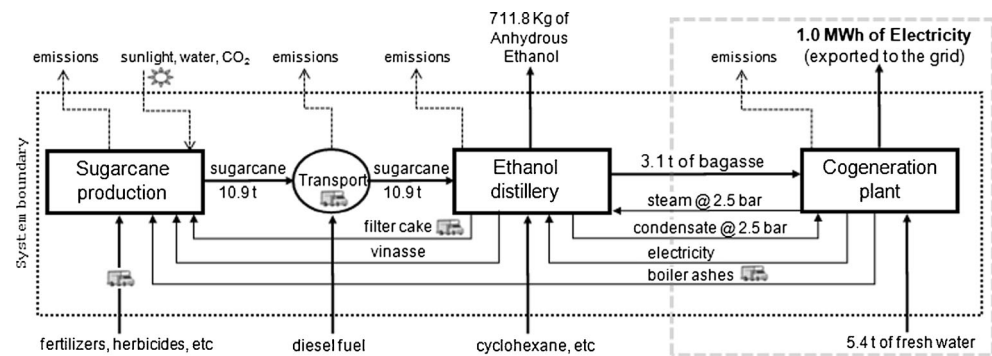 711.8 Kg of
Anhydrous
Ethanol
1.0 MWh of Electricity
(exported to the grid)
emissions
sunlight, water, CO₂
emissions
emissions
emissions
System boundary
Sugarcane
production
sugarcane
10.9 t
Transport
sugarcane
10.9 t
Ethanol
distillery
3.1 t of bagasse
Cogeneration
plant
steam @ 2.5 bar
filter cake
condensate @ 2.5 bar
vinasse
electricity
boiler ashes
fertilizers, herbicides, etc
diesel fuel
cyclohexane, etc
5.4 t of fresh water